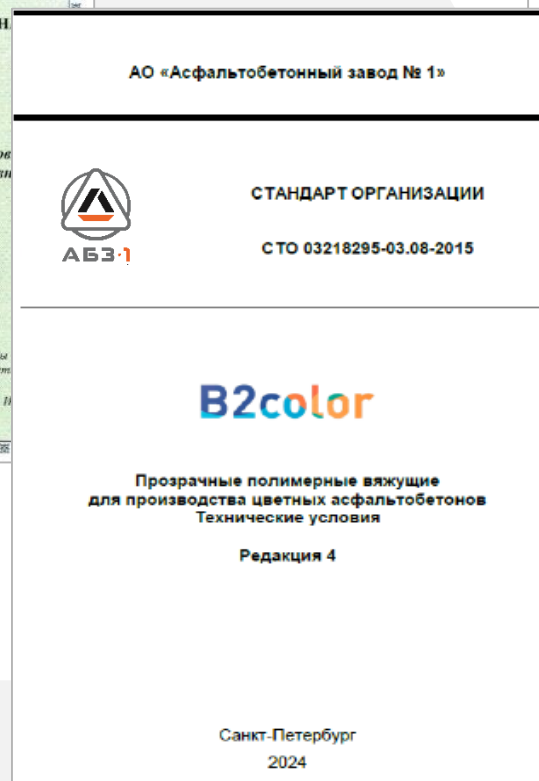 АО «Асфальтобетонный завод № 1»
СТАНДАРТ ОРГАНИЗАЦИИ
АБЗ-1
СТО 03218295-03.08-2015
B2color
Прозрачные полимерные вяжущие
для производства цветных асфальтобетонов
Технические условия
Редакция 4
Санкт-Петербург
2024